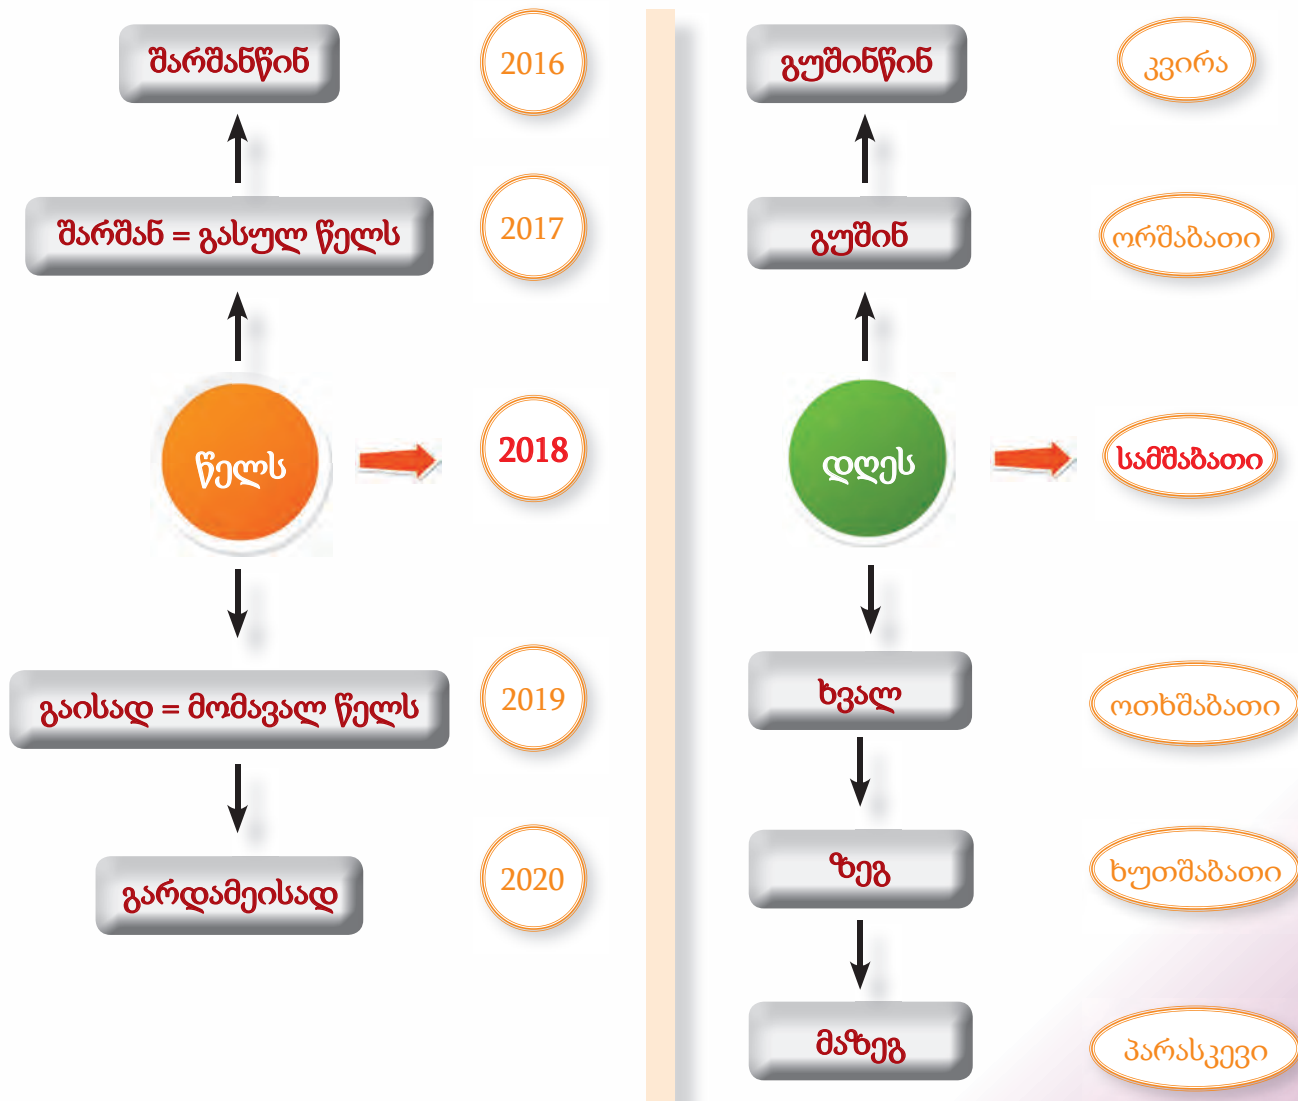 შარშანწინ
2016
შარშან = გასულ წელს
2017
წელს
2018
გაისად = მომავალ წელს
2019
გარდამეისად
2020
გუშინწინ
კვირა
გუშინ
ორშაბათი
დღეს
სამშაბათი
ხვალ
ოთხშაბათი
ზეგ
ხუთშაბათი
მაზეგ
პარასკევი